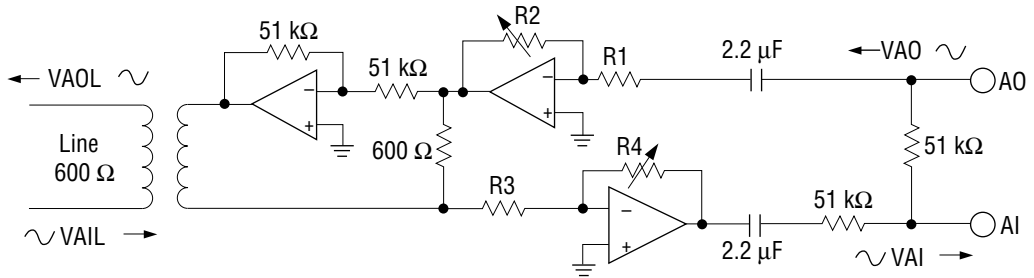 51 kΩ
R2
VAOL
51 kΩ
R1
2.2 μF
VAO
AO
−
+
−
+
Line
600 Ω
600 Ω
51 kΩ
R3
R4
51 kΩ
−
+
2.2 μF
AI
VAIL
VAI